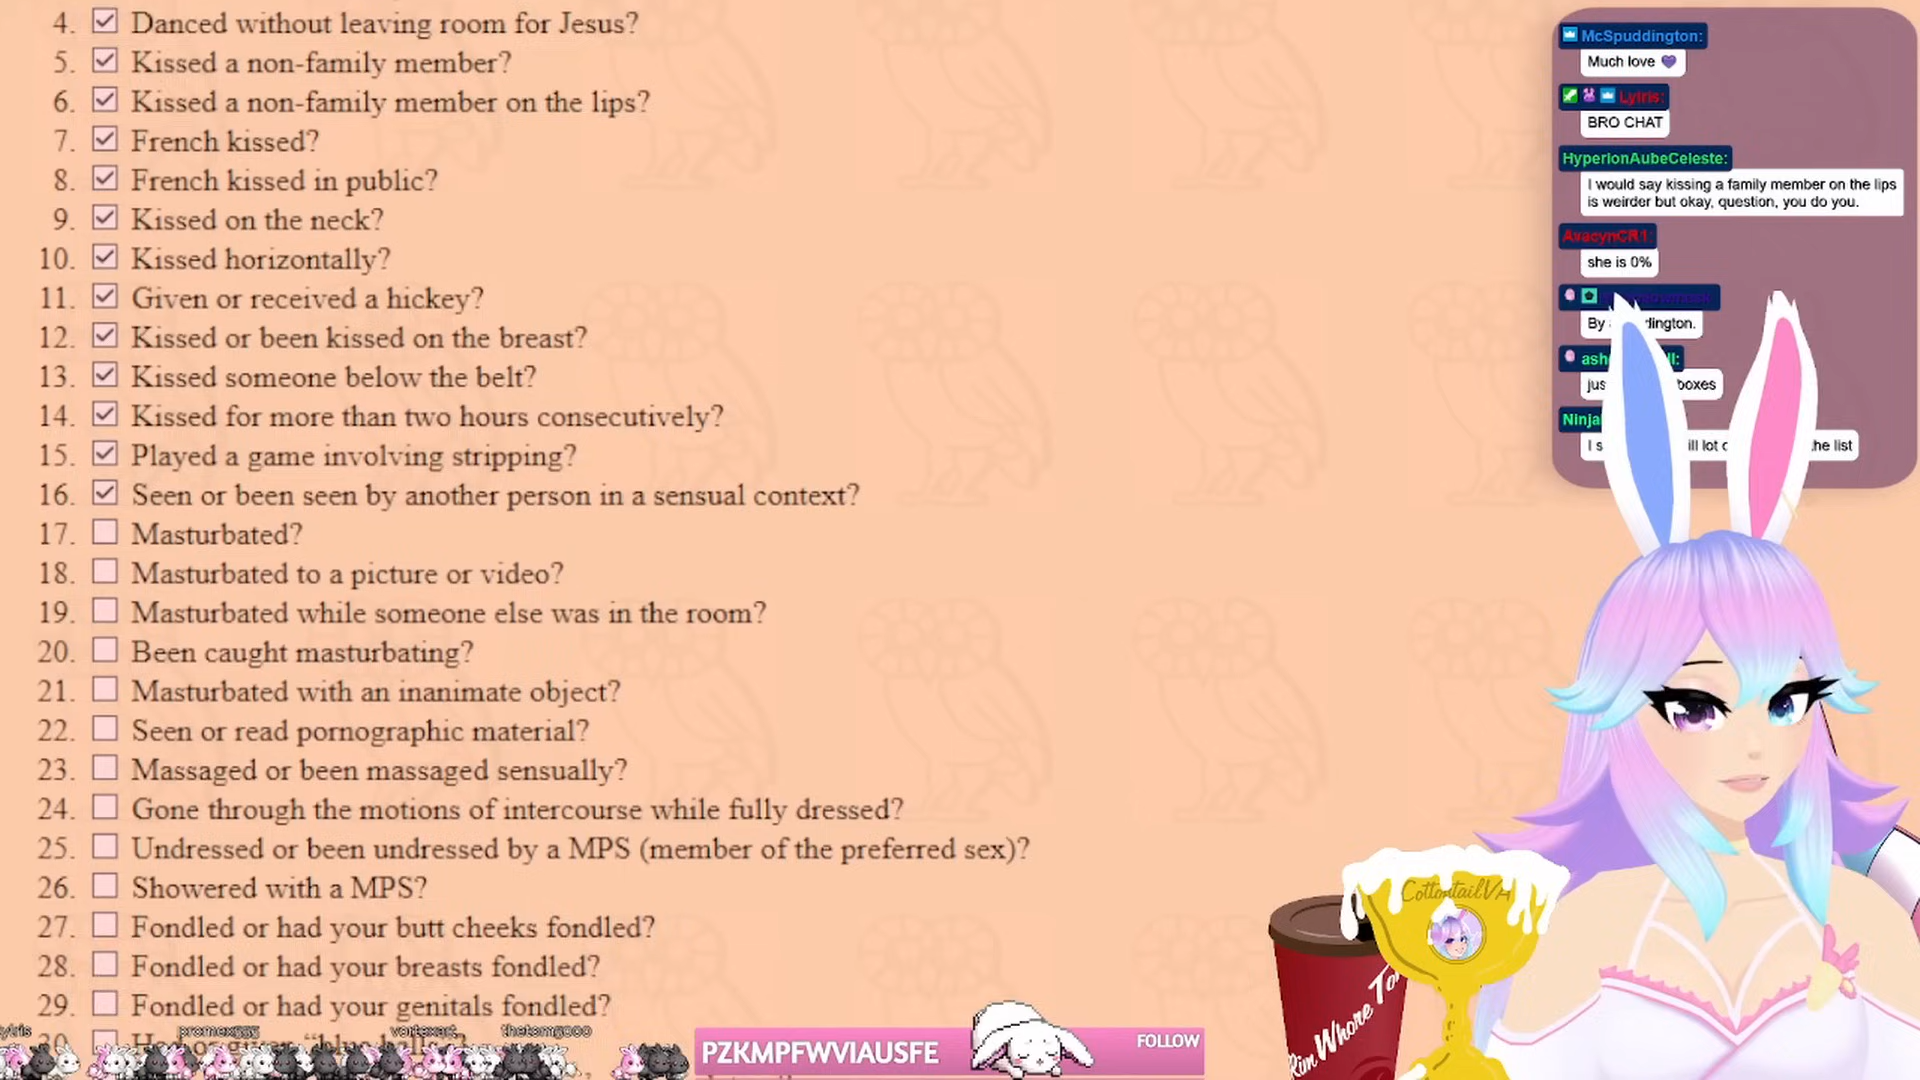 4. Danced without leaving room for Jesus?
5. Kissed a non-family member?
6. Kissed a non-family member on the lips?
7. French kissed?
8. French kissed in public?
9. Kissed on the neck?
10. Kissed horizontally?
11. Given or received a hickey?
12. Kissed or been kissed on the breast?
13. Kissed someone below the belt?
14. Kissed for more than two hours consecutively?
15. Played a game involving stripping?
16. Seen or been seen by another person in a sensual context?
17. Masturbated?
18. Masturbated to a picture or video?
19. Masturbated while someone else was in the room?
20. Been caught masturbating?
21. Masturbated with an inanimate object?
22. Seen or read pornographic material?
23. Massaged or been massaged sensually?
24. Gone through the motions of intercourse while fully dressed?
25. Undressed or been undressed by a MPS (member of the preferred sex)?
26. Showered with a MPS?
27. Fondled or had your butt cheeks fondled?
28. Fondled or had your breasts fondled?
29. Fondled or had your genitals fondled?
30.
McSpuddington:
Much love
LyIris:
BRO CHAT
HyperionAubeCeleste:
I would say kissing a family member on the lips
is weirder but okay, question, you do you.
AvacynCR1:
she is 0%
By
boxes
the list
CottontailVA
Rim Whore
promex555
vortexart
thetom5000
PZKMPFWVIAUSFE
FOLLOW